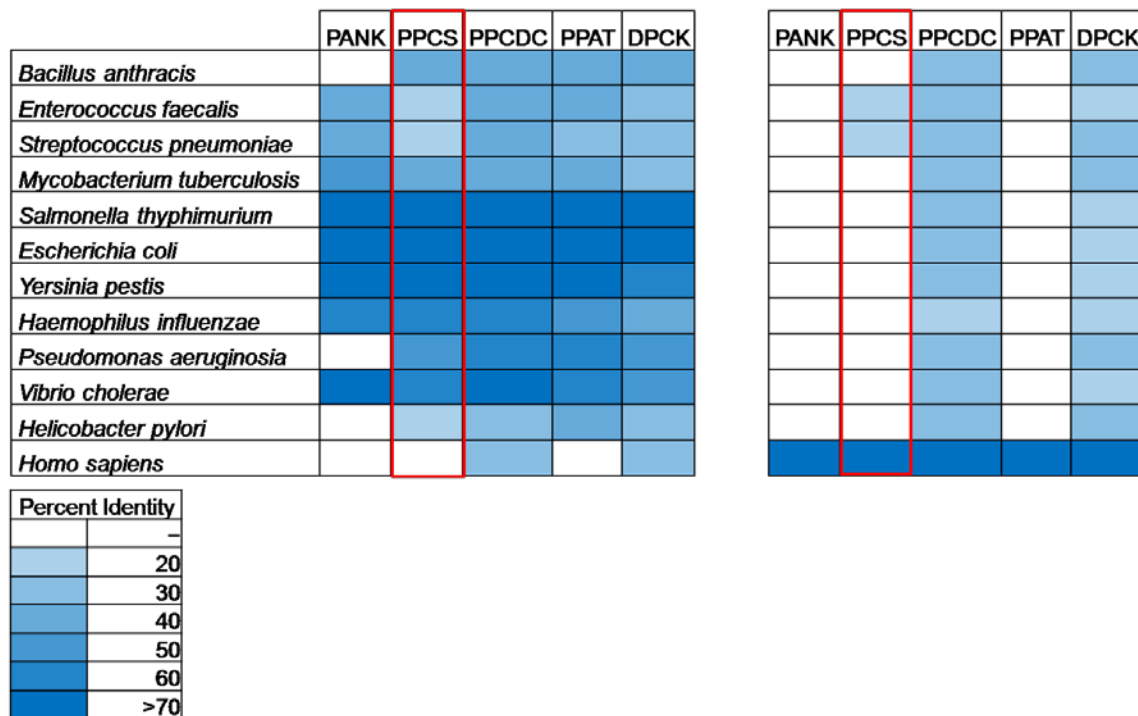 PANK PPCS PPCDC PPAT DPCK PANK PPCS PPCDC PPAT DPCK
Bacillus anthracis
Enterococcus faecalis
Streptococcus pneumoniae
Mycobacterium tuberculosis
Salmonella thyphimurium
Escherichia coli
Yersinia pestis
Haemophilus influenzae
Pseudomonas aeruginosia
Vibrio cholerae
Helicobacter pylori
Homo sapiens
Percent Identity
–
20
30
40
50
60
>70